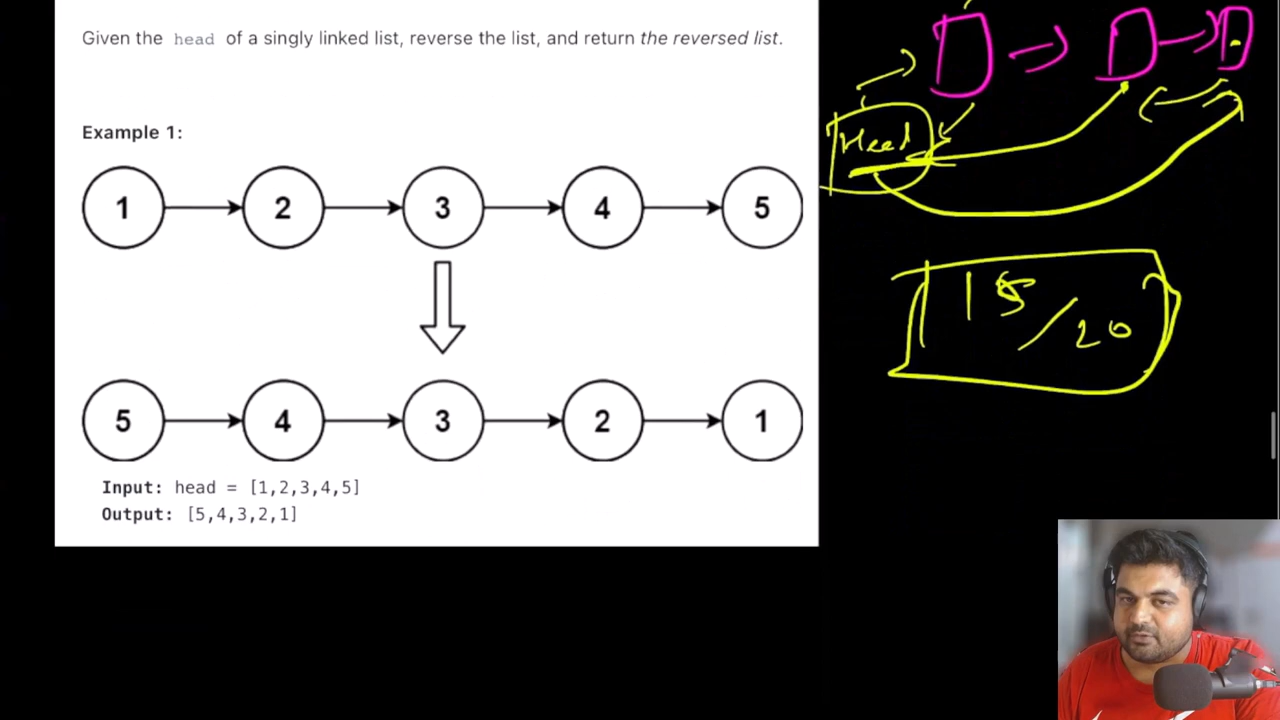 Given the head of a singly linked list, reverse the list, and return the reversed list.
Example 1:
1 2 3 4 5
5 4 3 2 1
Input: head = [1,2,3,4,5]
Output: [5,4,3,2,1]
Head
/20